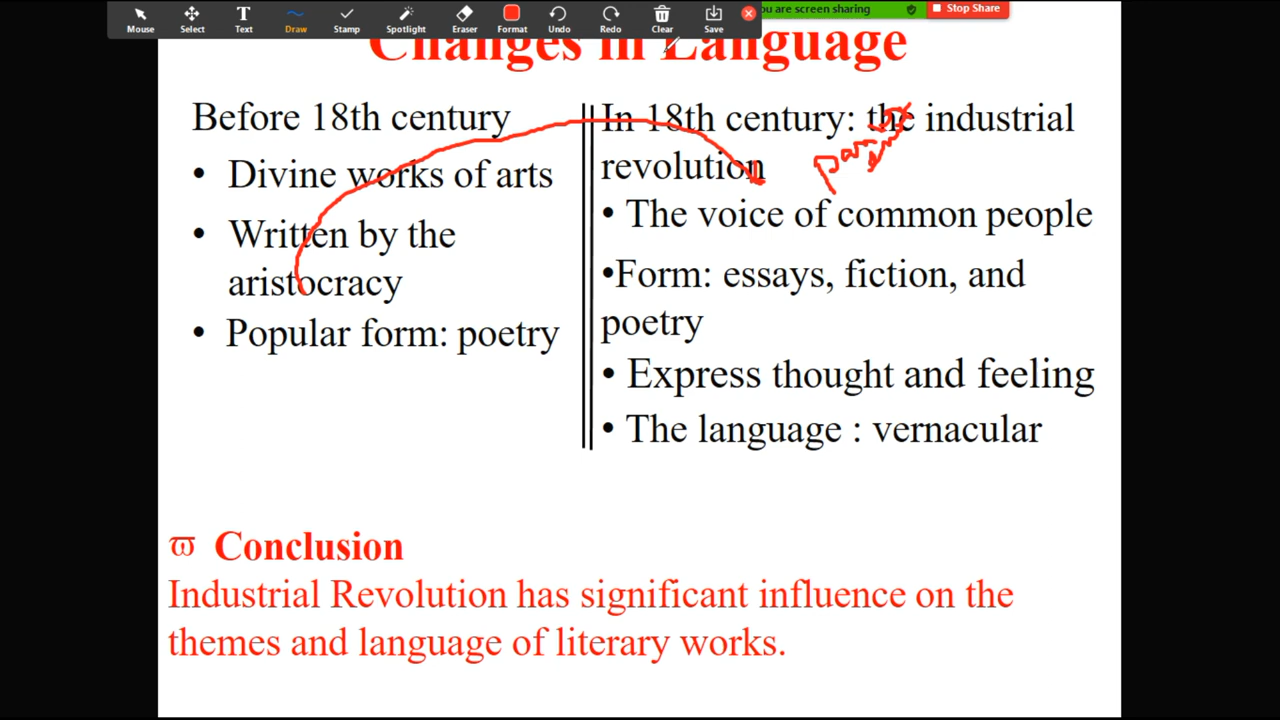 Mouse Select Text Draw Stamp Spotlight Eraser Format Undo Redo Clear Save
ou are screen sharing Stop Share
Changes in Language
Before 18th century
• Divine works of arts
• Written by the
aristocracy
• Popular form: poetry
In 18th century: the industrial
revolution
• The voice of common people
•Form: essays, fiction, and
poetry
• Express thought and feeling
• The language : vernacular
ϖ Conclusion
Industrial Revolution has significant influence on the
themes and language of literary works.